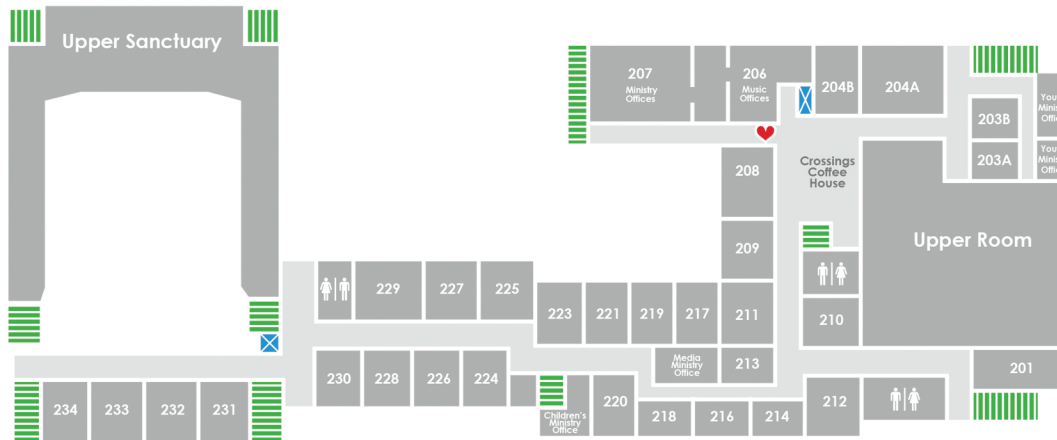 Upper Sanctuary
207
Ministry
Offices
206
Music
Offices
204B
204A
203B
203A
208
Crossings
Coffee
House
209
Upper Room
229
227
225
223
221
219
217
211
210
Media
Ministry
Office
213
201
230
228
226
224
Children's
Ministry
Office
220
218
216
214
212
234
233
232
231